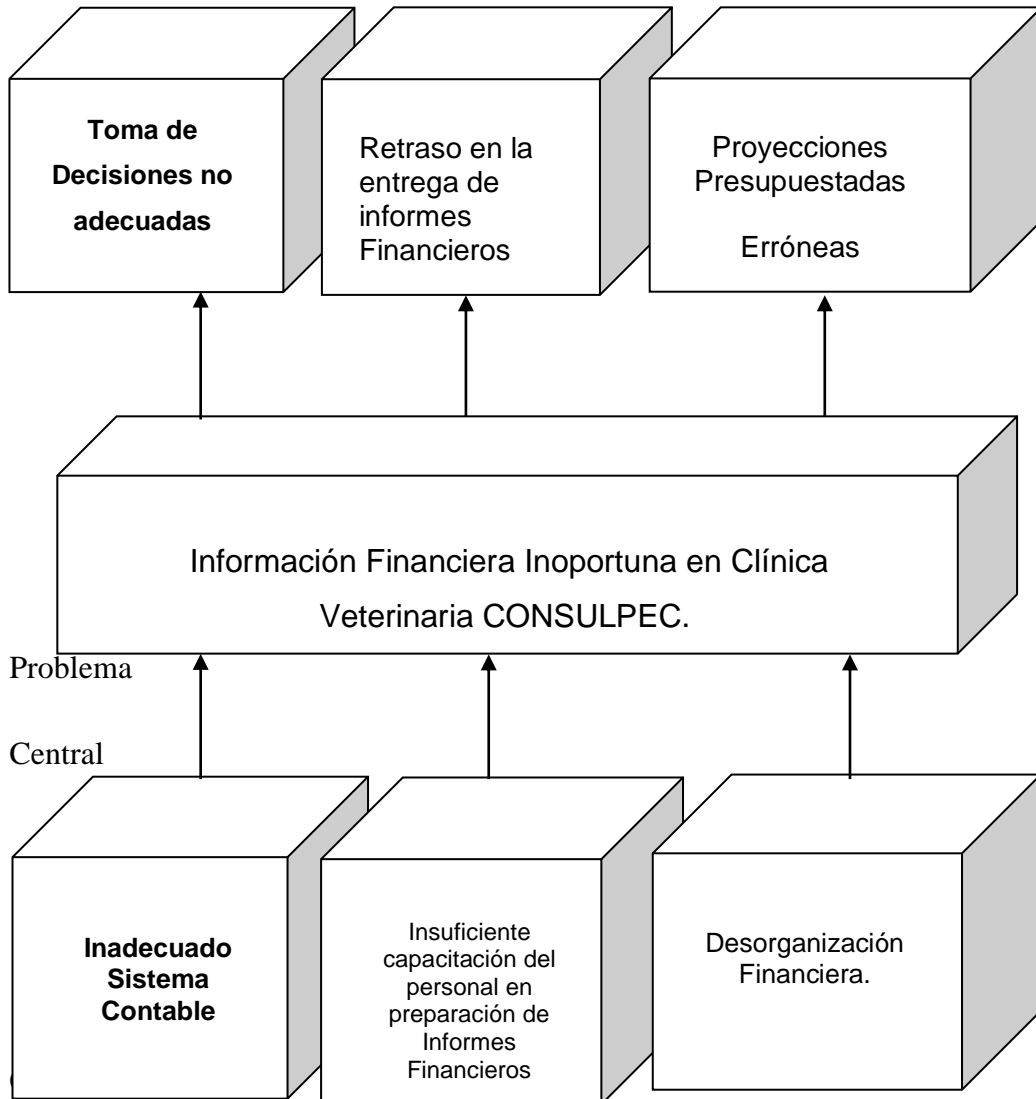 Toma de
Decisiones no
adecuadas
Retraso en la
entrega de
informes
Financieros
Proyecciones
Presupuestadas
Erróneas
Información Financiera Inoportuna en Clínica
Veterinaria CONSULPEC.
Problema
Central
Inadecuado
Sistema
Contable
Insuficiente
capacitación del
personal en
preparación de
Informes
Financieros
Desorganización
Financiera.